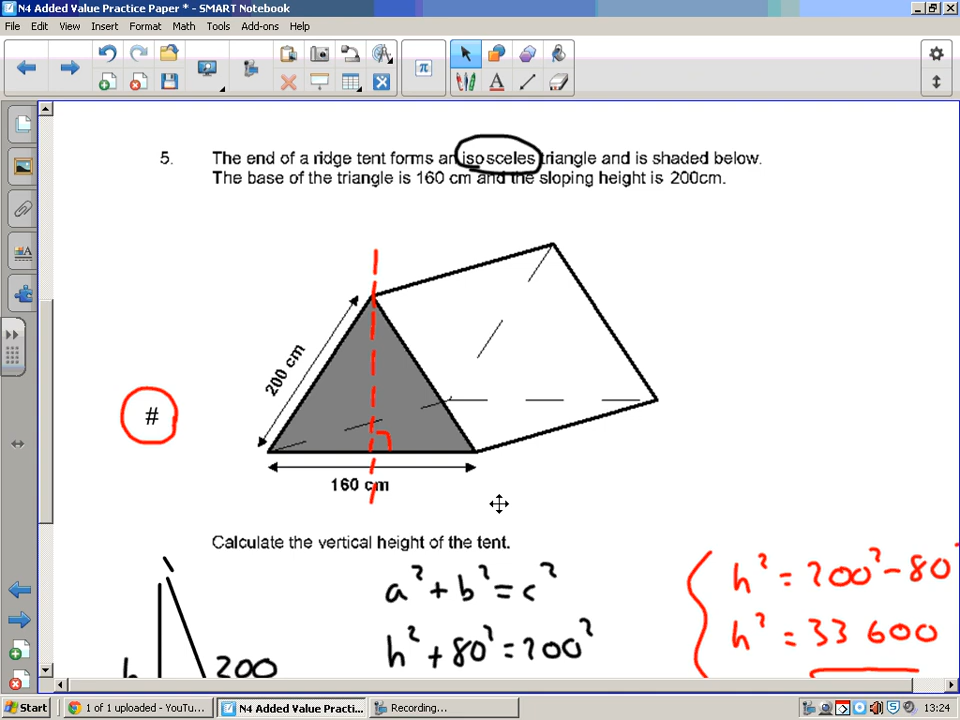 N4 Added Value Practice Paper * - SMART Notebook
File Edit View Insert Format Math Tools Add-ons Help
5. The end of a ridge tent forms an isosceles triangle and is shaded below.
The base of the triangle is 160 cm and the sloping height is 200cm.
200 cm
#
160 cm
Calculate the vertical height of the tent.
a² + b² = c²
h² = 200² - 80
h² + 80² = 200²
h² = 33 600
h 200
Start 1 of 1 uploaded - YouTu... N4 Added Value Practi... Recording... 13:24